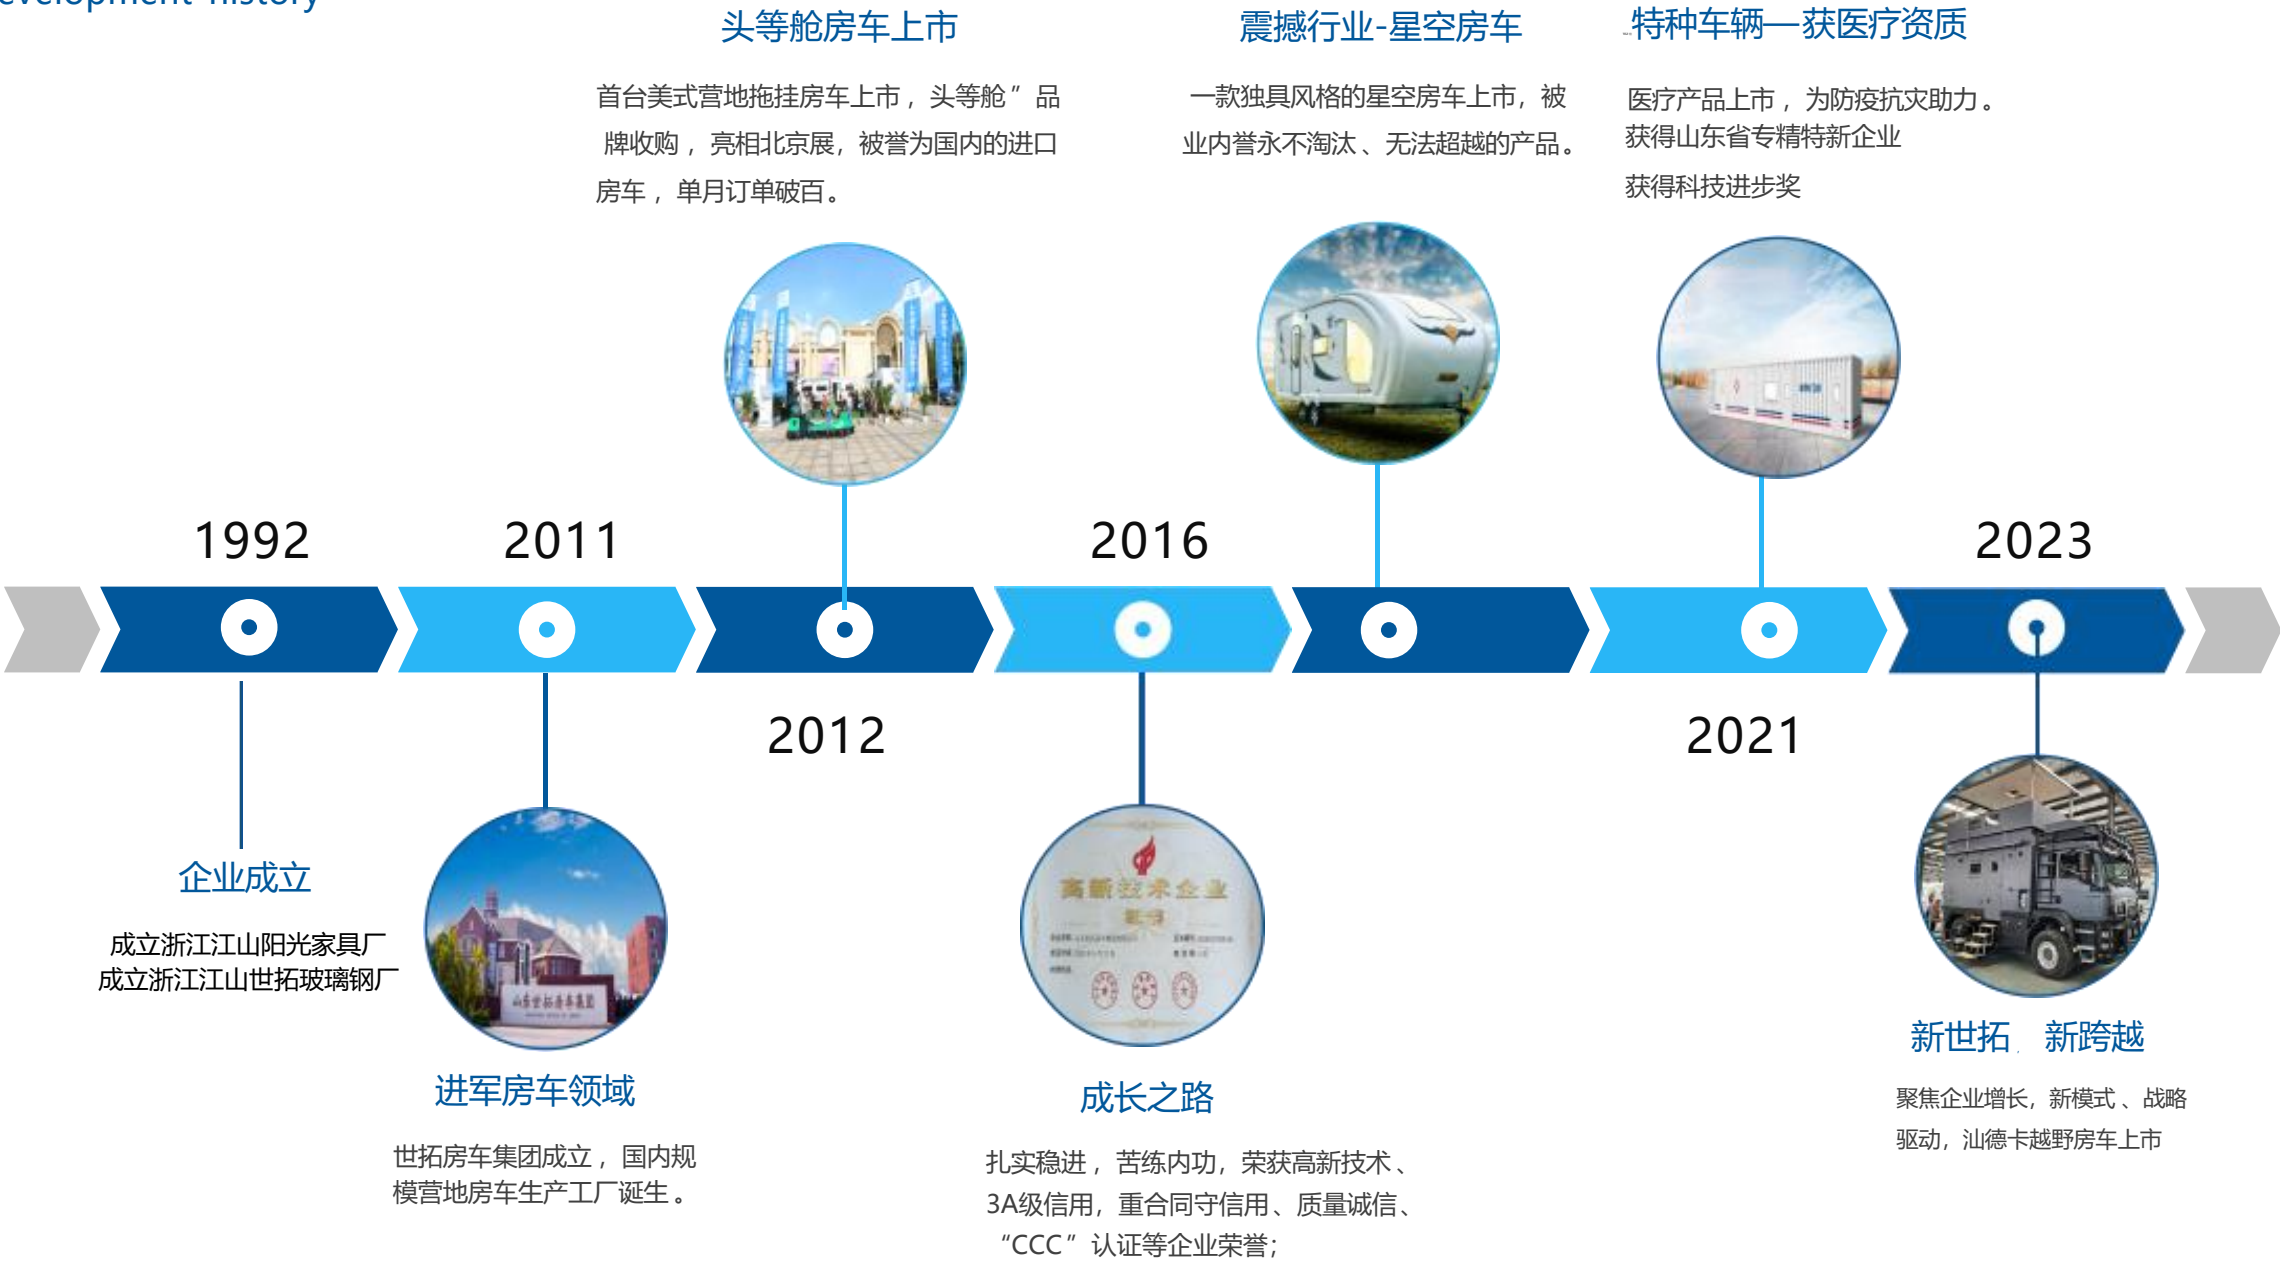 evelopment history
头等舱房车上市
首台美式营地拖挂房车上市，头等舱”品
牌收购，亮相北京展，被誉为国内的进口
房车，单月订单破百。
震撼行业-星空房车
一款独具风格的星空房车上市，被
业内誉永不淘汰、无法超越的产品。
特种车辆—获医疗资质
医疗产品上市，为防疫抗灾助力。
获得山东省专精特新企业
获得科技进步奖
1992
2011
2016
2023
2012
2021
企业成立
成立浙江江山阳光家具厂
成立浙江江山世拓玻璃钢厂
山东世拓房车集团
进军房车领域
世拓房车集团成立，国内规
模营地房车生产工厂诞生。
高新技术企业
证书
成长之路
扎实稳进，苦练内功，荣获高新技术、
3A级信用，重合同守信用、质量诚信、
“CCC”认证等企业荣誉；
新世拓 新跨越
聚焦企业增长，新模式、战略
驱动，汕德卡越野房车上市